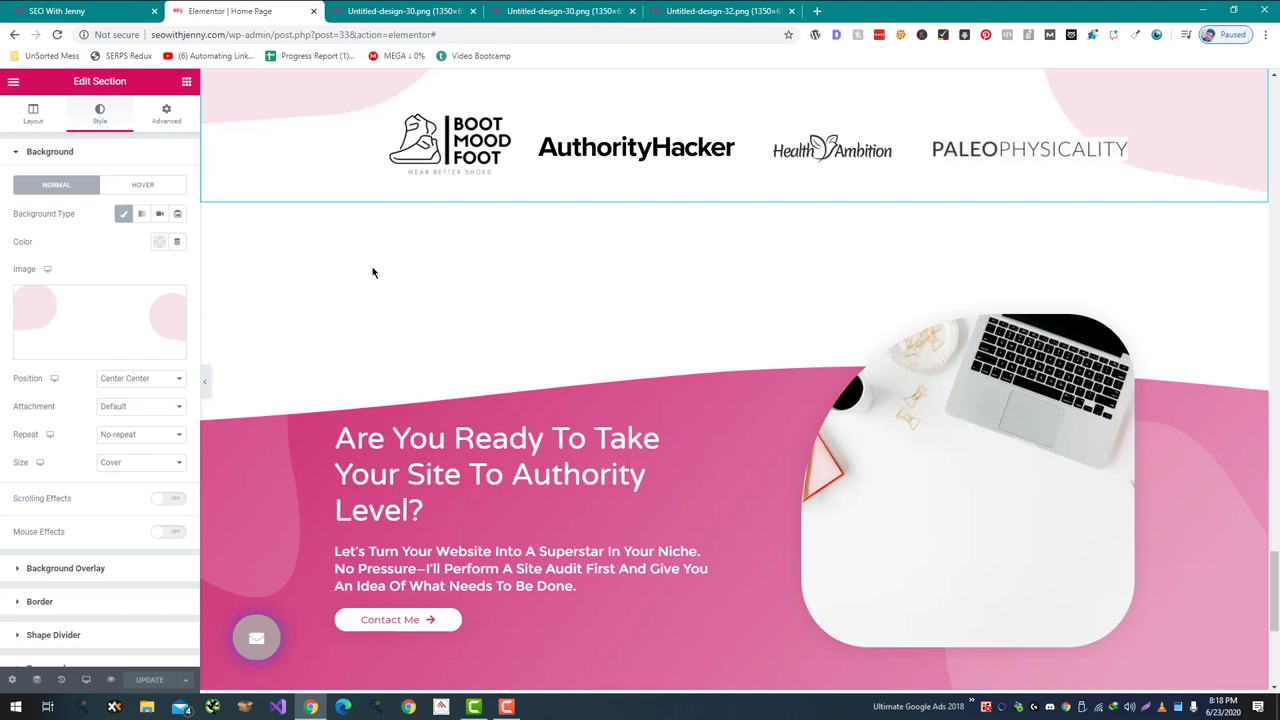 SEO With Jenny
Elementor | Home Page
Untitled-design-30.png (1350×6
Untitled-design-30.png (1350×6
Untitled-design-32.png (1350×6
Not secure | seowithjenny.com/wp-admin/post.php?post=33&action=elementor#
Paused
UnSorted Mess
SERPS Redux
(6) Automating Link...
Progress Report (1)...
MEGA ↓ 0%
Video Bootcamp
Edit Section
Layout
Style
Advanced
Background
NORMAL
HOVER
Background Type
Color
Image
Position
Center Center
Attachment
Default
Repeat
No-repeat
Size
Cover
Scrolling Effects
OFF
Mouse Effects
OFF
Background Overlay
Border
Shape Divider
UPDATE
BOOT
MOOD
FOOT
WEAR BETTER SHOES
AuthorityHacker
Health Ambition
PALEOPHYSICALITY
Are You Ready To Take
Your Site To Authority
Level?
Let's Turn Your Website Into A Superstar In Your Niche.
No Pressure—I'll Perform A Site Audit First And Give You
An Idea Of What Needs To Be Done.
Contact Me
4
Ultimate Google Ads 2018
8:18 PM
6/23/2020